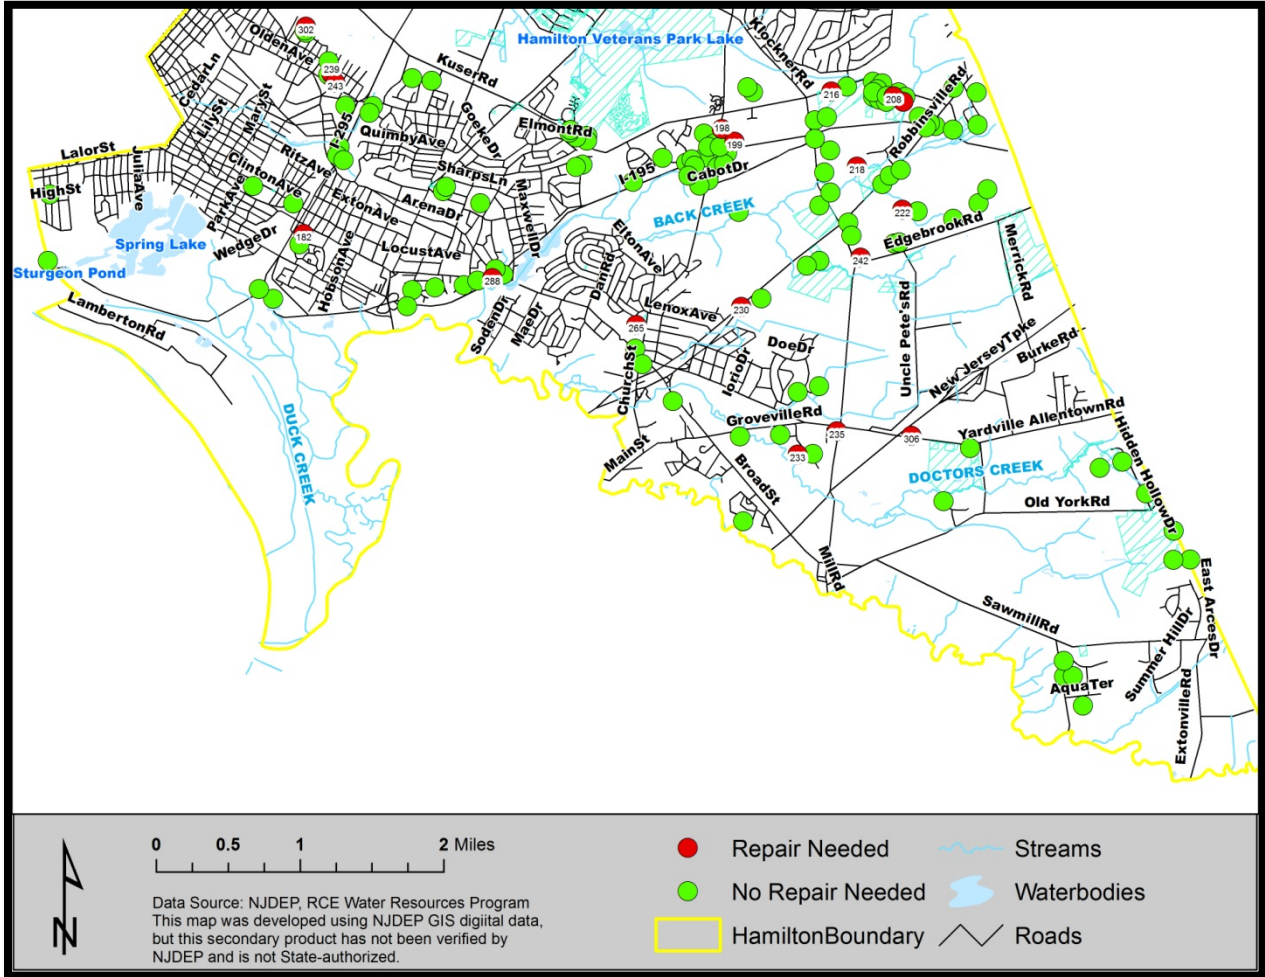 Hamilton Veterans Park Lake
KlocknerRd
302
OldenAve
239
243
KuserRd
CedarLn
LilySt
MarySt
216
208
RobbinsvilleRd
I-295
QuimbyAve
GoekeDr
ElmontRd
198
199
LalorSt
JuliaAve
RitzAve
ClintonAve
SharpsLn
I-195
CabotDr
218
HighSt
ParkAve
ExtonAve
ArenaDr
MaxwellDr
BACK CREEK
222
EdgebrookRd
Spring Lake
WedgeDr
182
HobsonAve
LocustAve
EltonAve
DanRd
242
MerrickRd
Sturgeon Pond
288
LambertonRd
SodenDr
MaeDr
LenoxAve
230
Uncle Pete'sRd
265
DoeDr
New JerseyTpke
BurkeRd
ChurchSt
IorioDr
DUCK CREEK
GrovevilleRd
235
306
Yardville AllentownRd
MainSt
233
BroadSt
DOCTORS CREEK
Hidden HollowDr
Old YorkRd
MillRd
East ArcesDr
SawmillRd
Summer HillDr
AquaTer
ExtonvilleRd
0 0.5 1 2 Miles
Data Source: NJDEP, RCE Water Resources Program
This map was developed using NJDEP GIS digiital data,
but this secondary product has not been verified by
NJDEP and is not State-authorized.
N
Repair Needed
No Repair Needed
HamiltonBoundary
Streams
Waterbodies
Roads